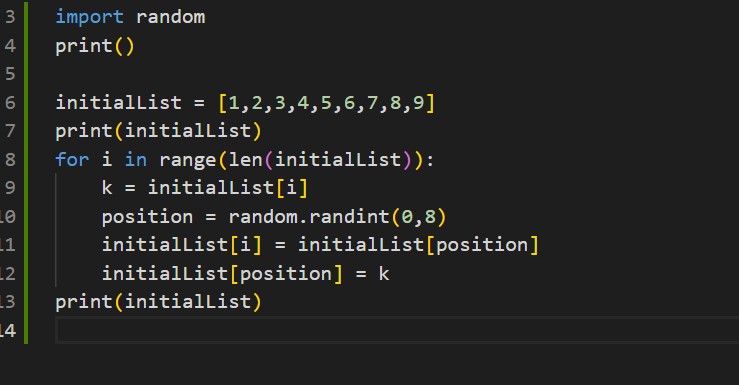 3 import random
4 print()
5
6 initialList = [1,2,3,4,5,6,7,8,9]
7 print(initialList)
8 for i in range(len(initialList)):
9     k = initialList[i]
10     position = random.randint(0,8)
11     initialList[i] = initialList[position]
12     initialList[position] = k
13 print(initialList)
14